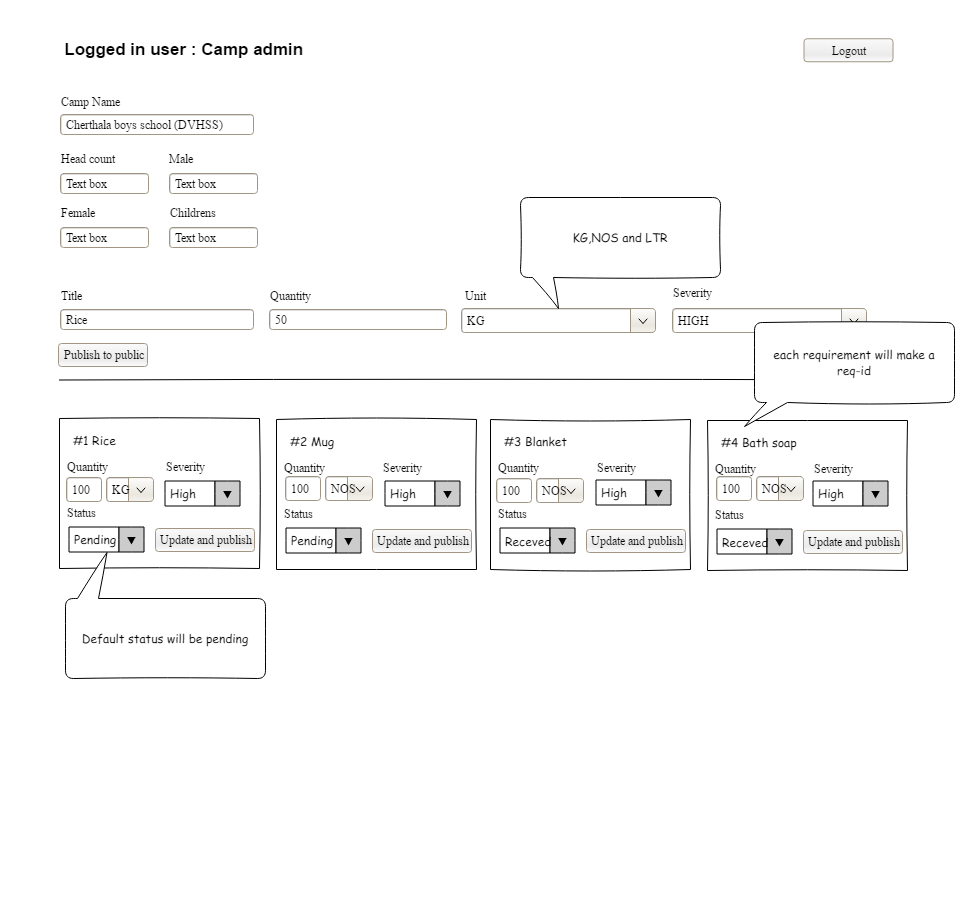 Logged in user : Camp admin
Logout
Camp Name
Cherthala boys school (DVHSS)
Head count Male
Text box Text box
Female Childrens
Text box Text box
KG,NOS and LTR
Title Quantity Unit Severity
Rice 50 KG HIGH
Publish to public
each requirement will make a
req-id
#1 Rice
Quantity Severity
100 KG High
Status
Pending Update and publish
#2 Mug
Quantity Severity
100 NOS High
Status
Pending Update and publish
#3 Blanket
Quantity Severity
100 NOS High
Status
Receved Update and publish
#4 Bath soap
Quantity Severity
100 NOS High
Status
Receved Update and publish
Default status will be pending